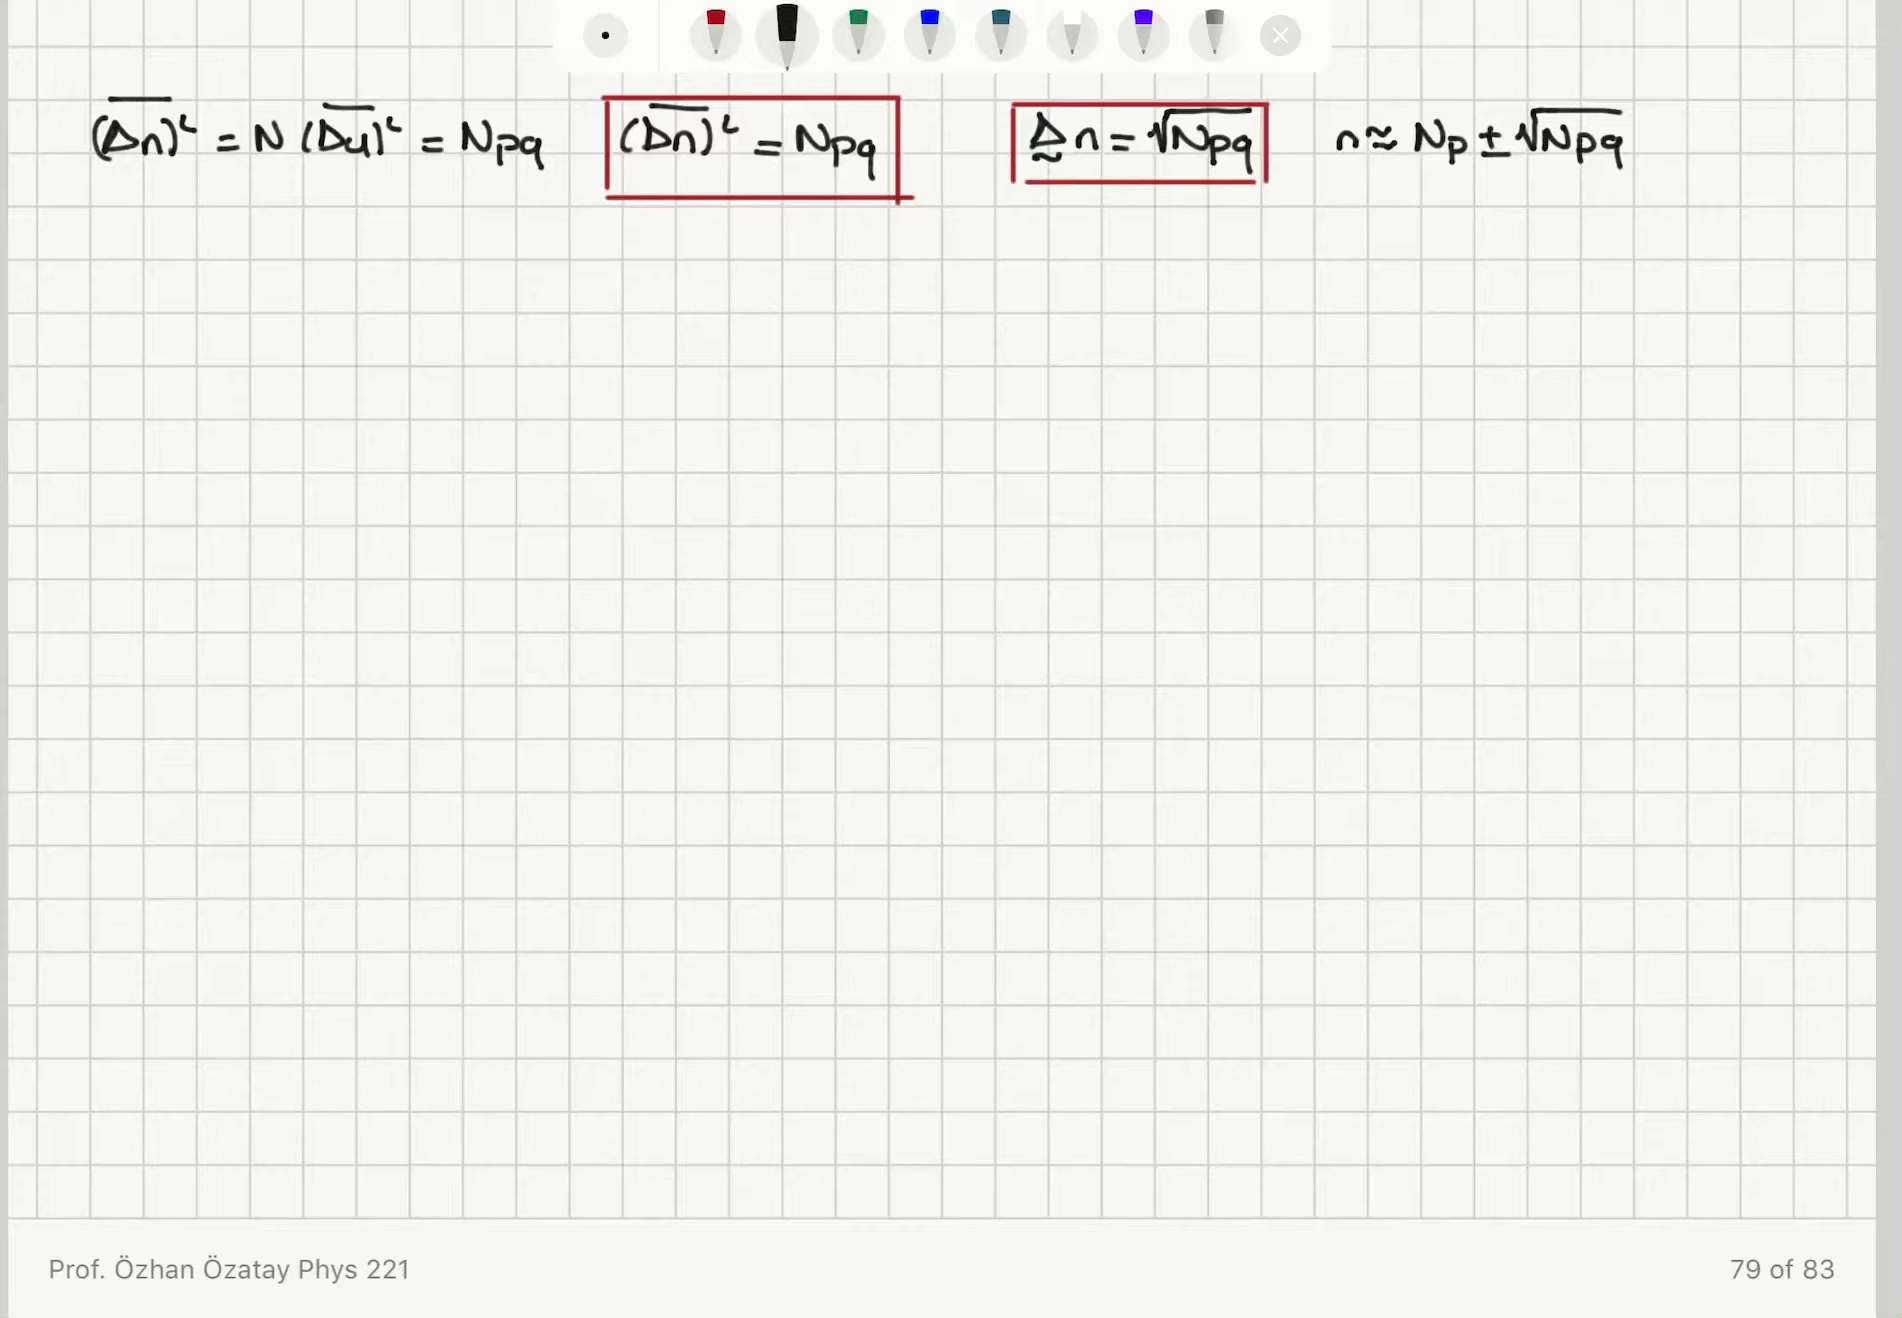 (Δn)² = N (Δu)² = Npq (Δn)² = Npq Δn = √Npq n ≈ Np ± √Npq
Prof. Özhan Özatay Phys 221 79 of 83